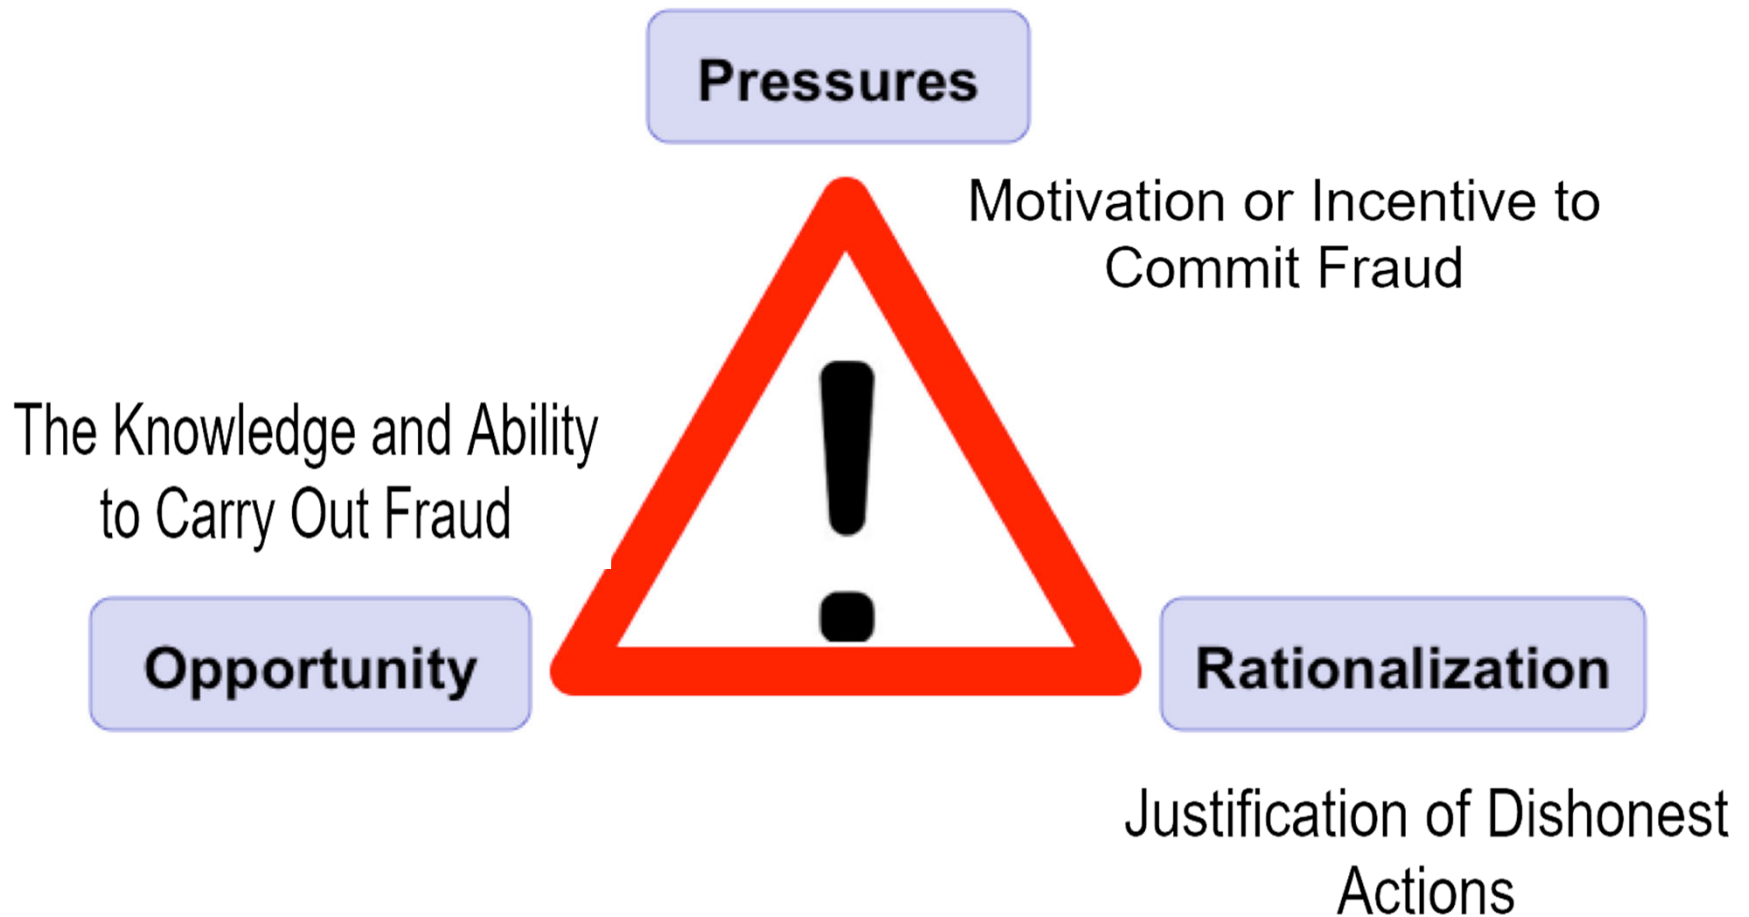 Pressures
Motivation or Incentive to
Commit Fraud
The Knowledge and Ability
to Carry Out Fraud
Opportunity
Rationalization
Justification of Dishonest
Actions